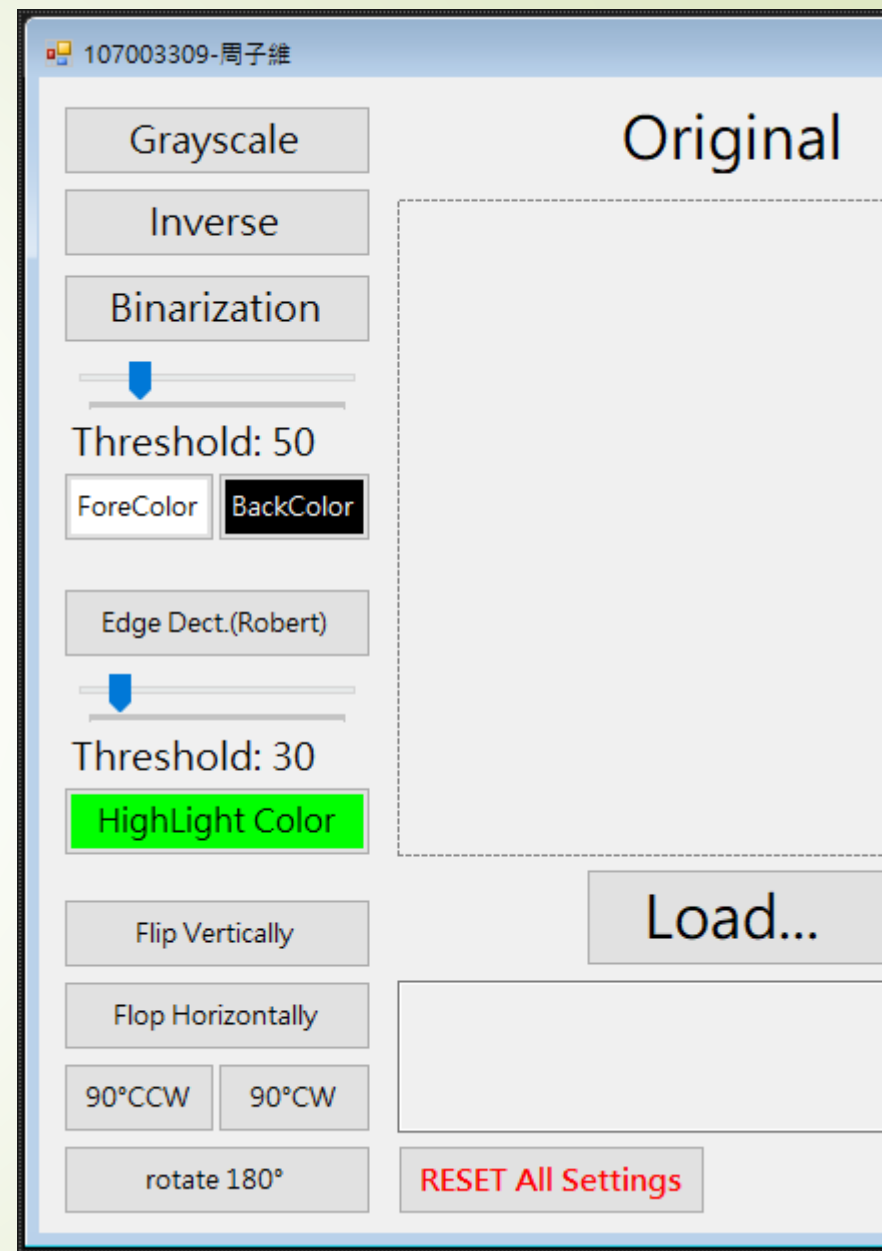 107003309-周子維
Grayscale
Original
Inverse
Binarization
Threshold: 50
ForeColor BackColor
Edge Dect.(Robert)
Threshold: 30
HighLight Color
Load...
Flip Vertically
Flop Horizontally
90°CCW 90°CW
rotate 180°
RESET All Settings